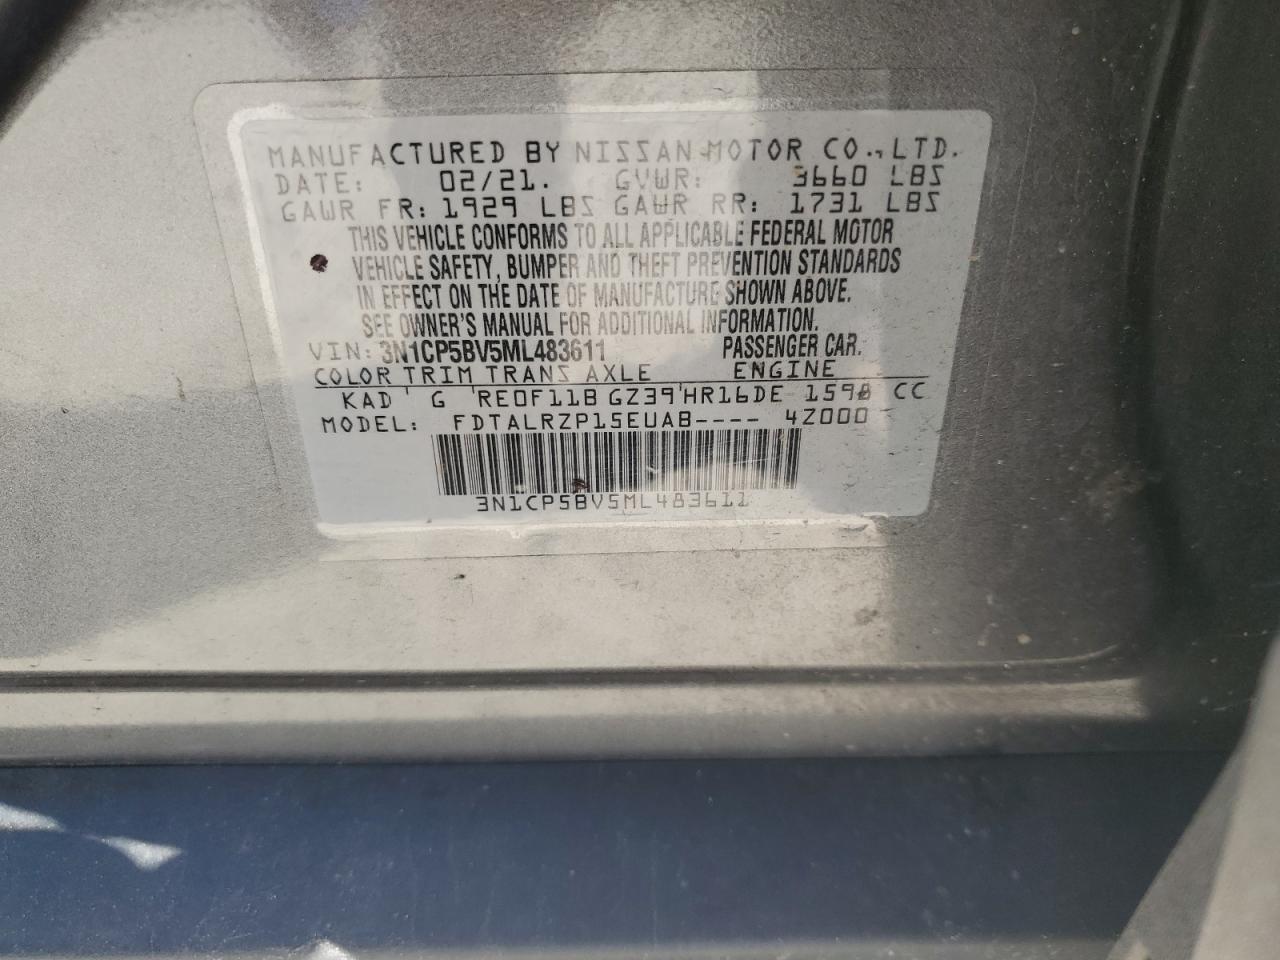 MANUFACTURED BY NISSAN MOTOR CO., LTD.
DATE: 02/21. GVWR: 3660 LBS
GAWR FR: 1929 LBS GAWR RR: 1731 LBS
THIS VEHICLE CONFORMS TO ALL APPLICABLE FEDERAL MOTOR
VEHICLE SAFETY, BUMPER AND THEFT PREVENTION STANDARDS
IN EFFECT ON THE DATE OF MANUFACTURE SHOWN ABOVE.
SEE OWNER'S MANUAL FOR ADDITIONAL INFORMATION.
VIN: 3N1CP5BV5ML483611 PASSENGER CAR.
COLOR TRIM TRANS AXLE ENGINE
KAD G RE0F11B GZ39 HR16DE 1598 CC
MODEL: FDTALRZP15EUAB---- 4Z000
3N1CP5BV5ML483611